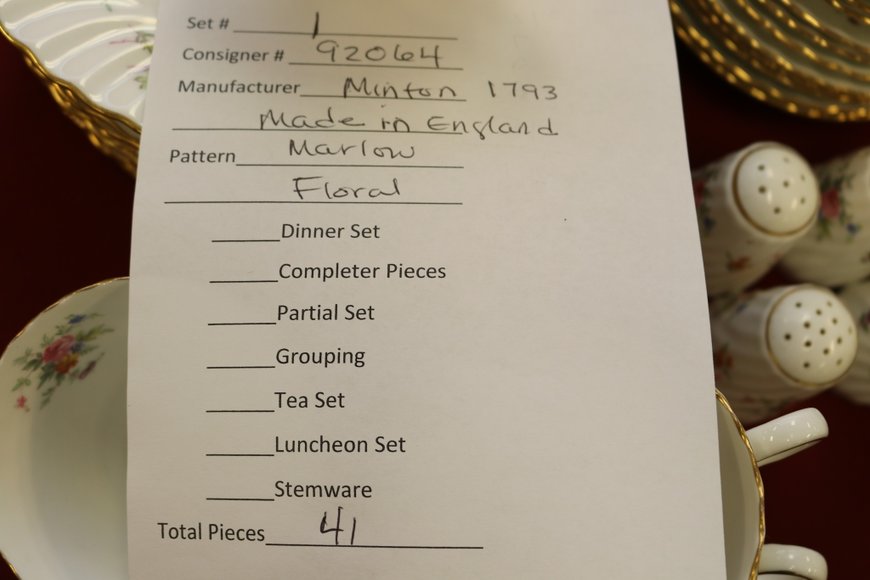 Set # 1
Consigner # 92064
Manufacturer Minton 1793
Made in England
Pattern Marlow
Floral
Dinner Set
Completer Pieces
Partial Set
Grouping
Tea Set
Luncheon Set
Stemware
Total Pieces 41